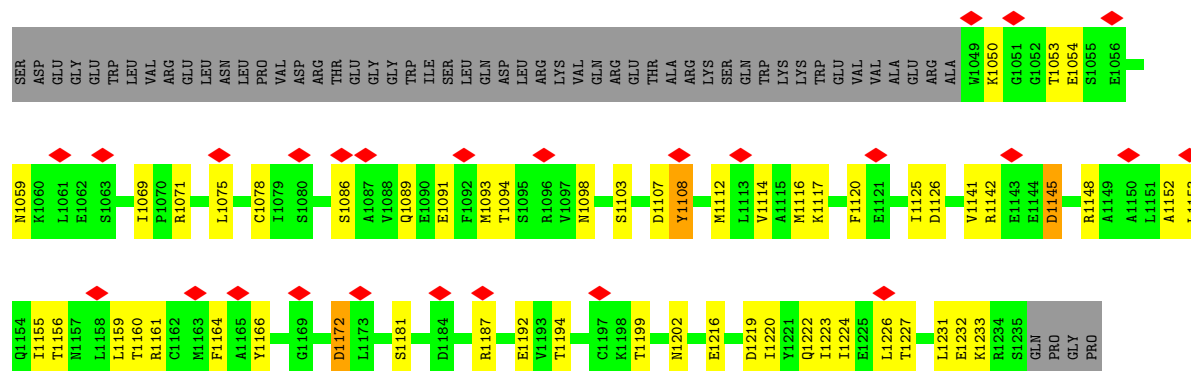 SER ASP GLU GLY GLU TRP LEU VAL ARG GLU LEU ASN LEU PRO VAL ASP ARG THR GLU GLY GLY TRP ILE SER LEU GLN ASP LEU ARG LYS VAL GLN ARG GLU THR ALA ARG LYS SER GLN TRP LYS LYS TRP GLU VAL VAL ALA GLU ARG ALA W1049 K1050 G1051 G1052 T1053 E1054 S1055 E1056
N1059 K1060 L1061 E1062 S1063 I1069 P1070 R1071 L1075 C1078 I1079 S1080 S1086 A1087 V1088 Q1089 E1090 E1091 F1092 M1093 T1094 S1095 R1096 V1097 N1098 S1103 D1107 Y1108 M1112 L1113 V1114 A1115 M1116 K1117 F1120 E1121 I1125 D1126 V1141 R1142 E1143 E1144 D1145 R1148 A1149 A1150 L1151 A1152
Q1154 I1155 T1156 N1157 L1158 L1159 T1160 R1161 C1162 M1163 F1164 A1165 Y1166 G1169 D1172 L1173 S1181 D1184 R1187 E1192 V1193 T1194 C1197 K1198 T1199 N1202 E1216 D1219 I1220 Y1221 Q1222 I1223 I1224 E1225 L1226 T1227 L1231 E1232 K1233 R1234 S1235 GLN PRO GLY PRO